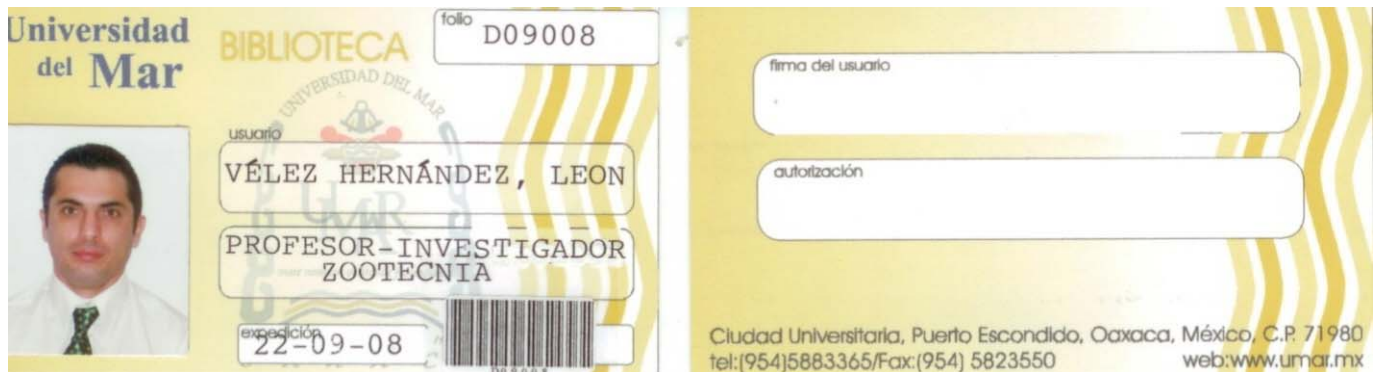 Universidad
del Mar
BIBLIOTECA
folio
D09008
UNIVERSIDAD DEL MAR
usuario
VÉLEZ HERNÁNDEZ, LEON
UMAR
PROFESOR-INVESTIGADOR
ZOOTECNIA
expedición
22-09-08
firma del usuario
autorización
Ciudad Universitaria, Puerto Escondido, Oaxaca, México, C.P. 71980
tel:(954)5883365/Fax:(954) 5823550
web:www.umar.mx